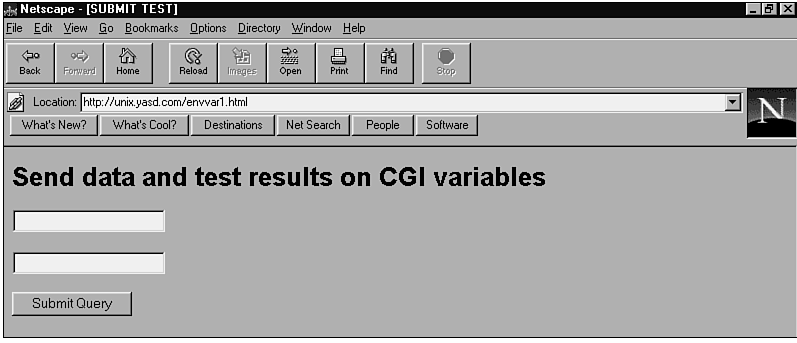 Netscape - [SUBMIT TEST]
File Edit View Go Bookmarks Options Directory Window Help
Back Forward Home Reload Images Open Print Find Stop
Location: http://unix.yasd.com/envvar1.html
N
What's New? What's Cool? Destinations Net Search People Software
Send data and test results on CGI variables
Submit Query